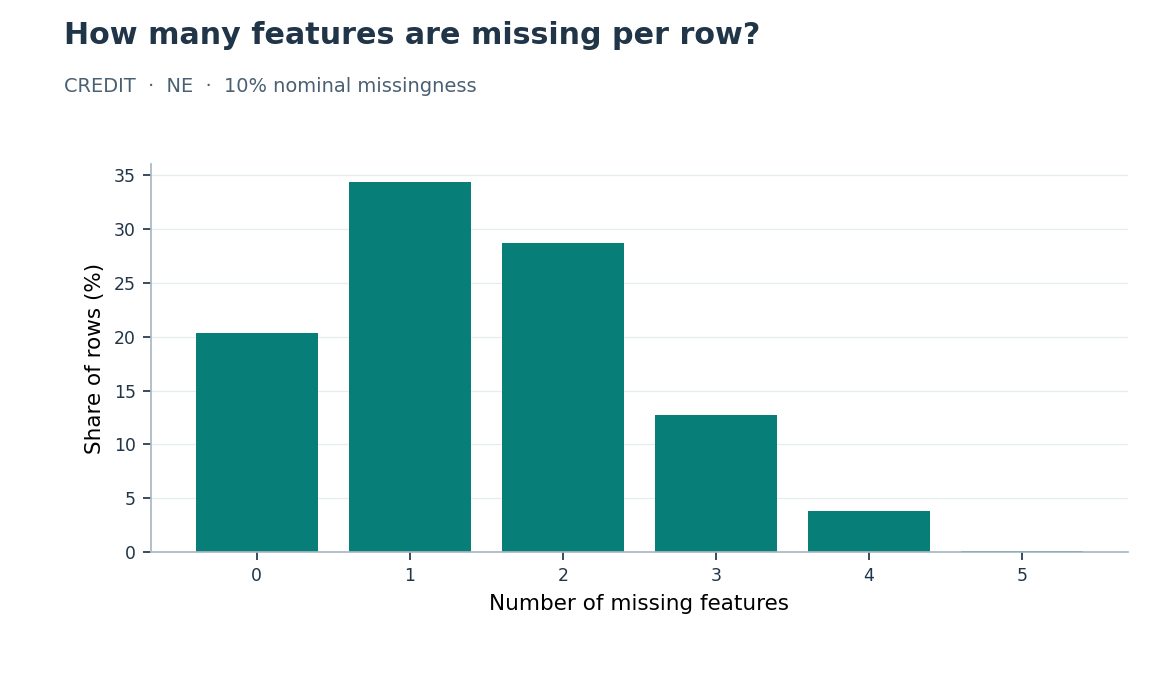 How many features are missing per row?
CREDIT · NE · 10% nominal missingness
35
30
25
20
15
10
5
0
Share of rows (%)
0 1 2 3 4 5
Number of missing features